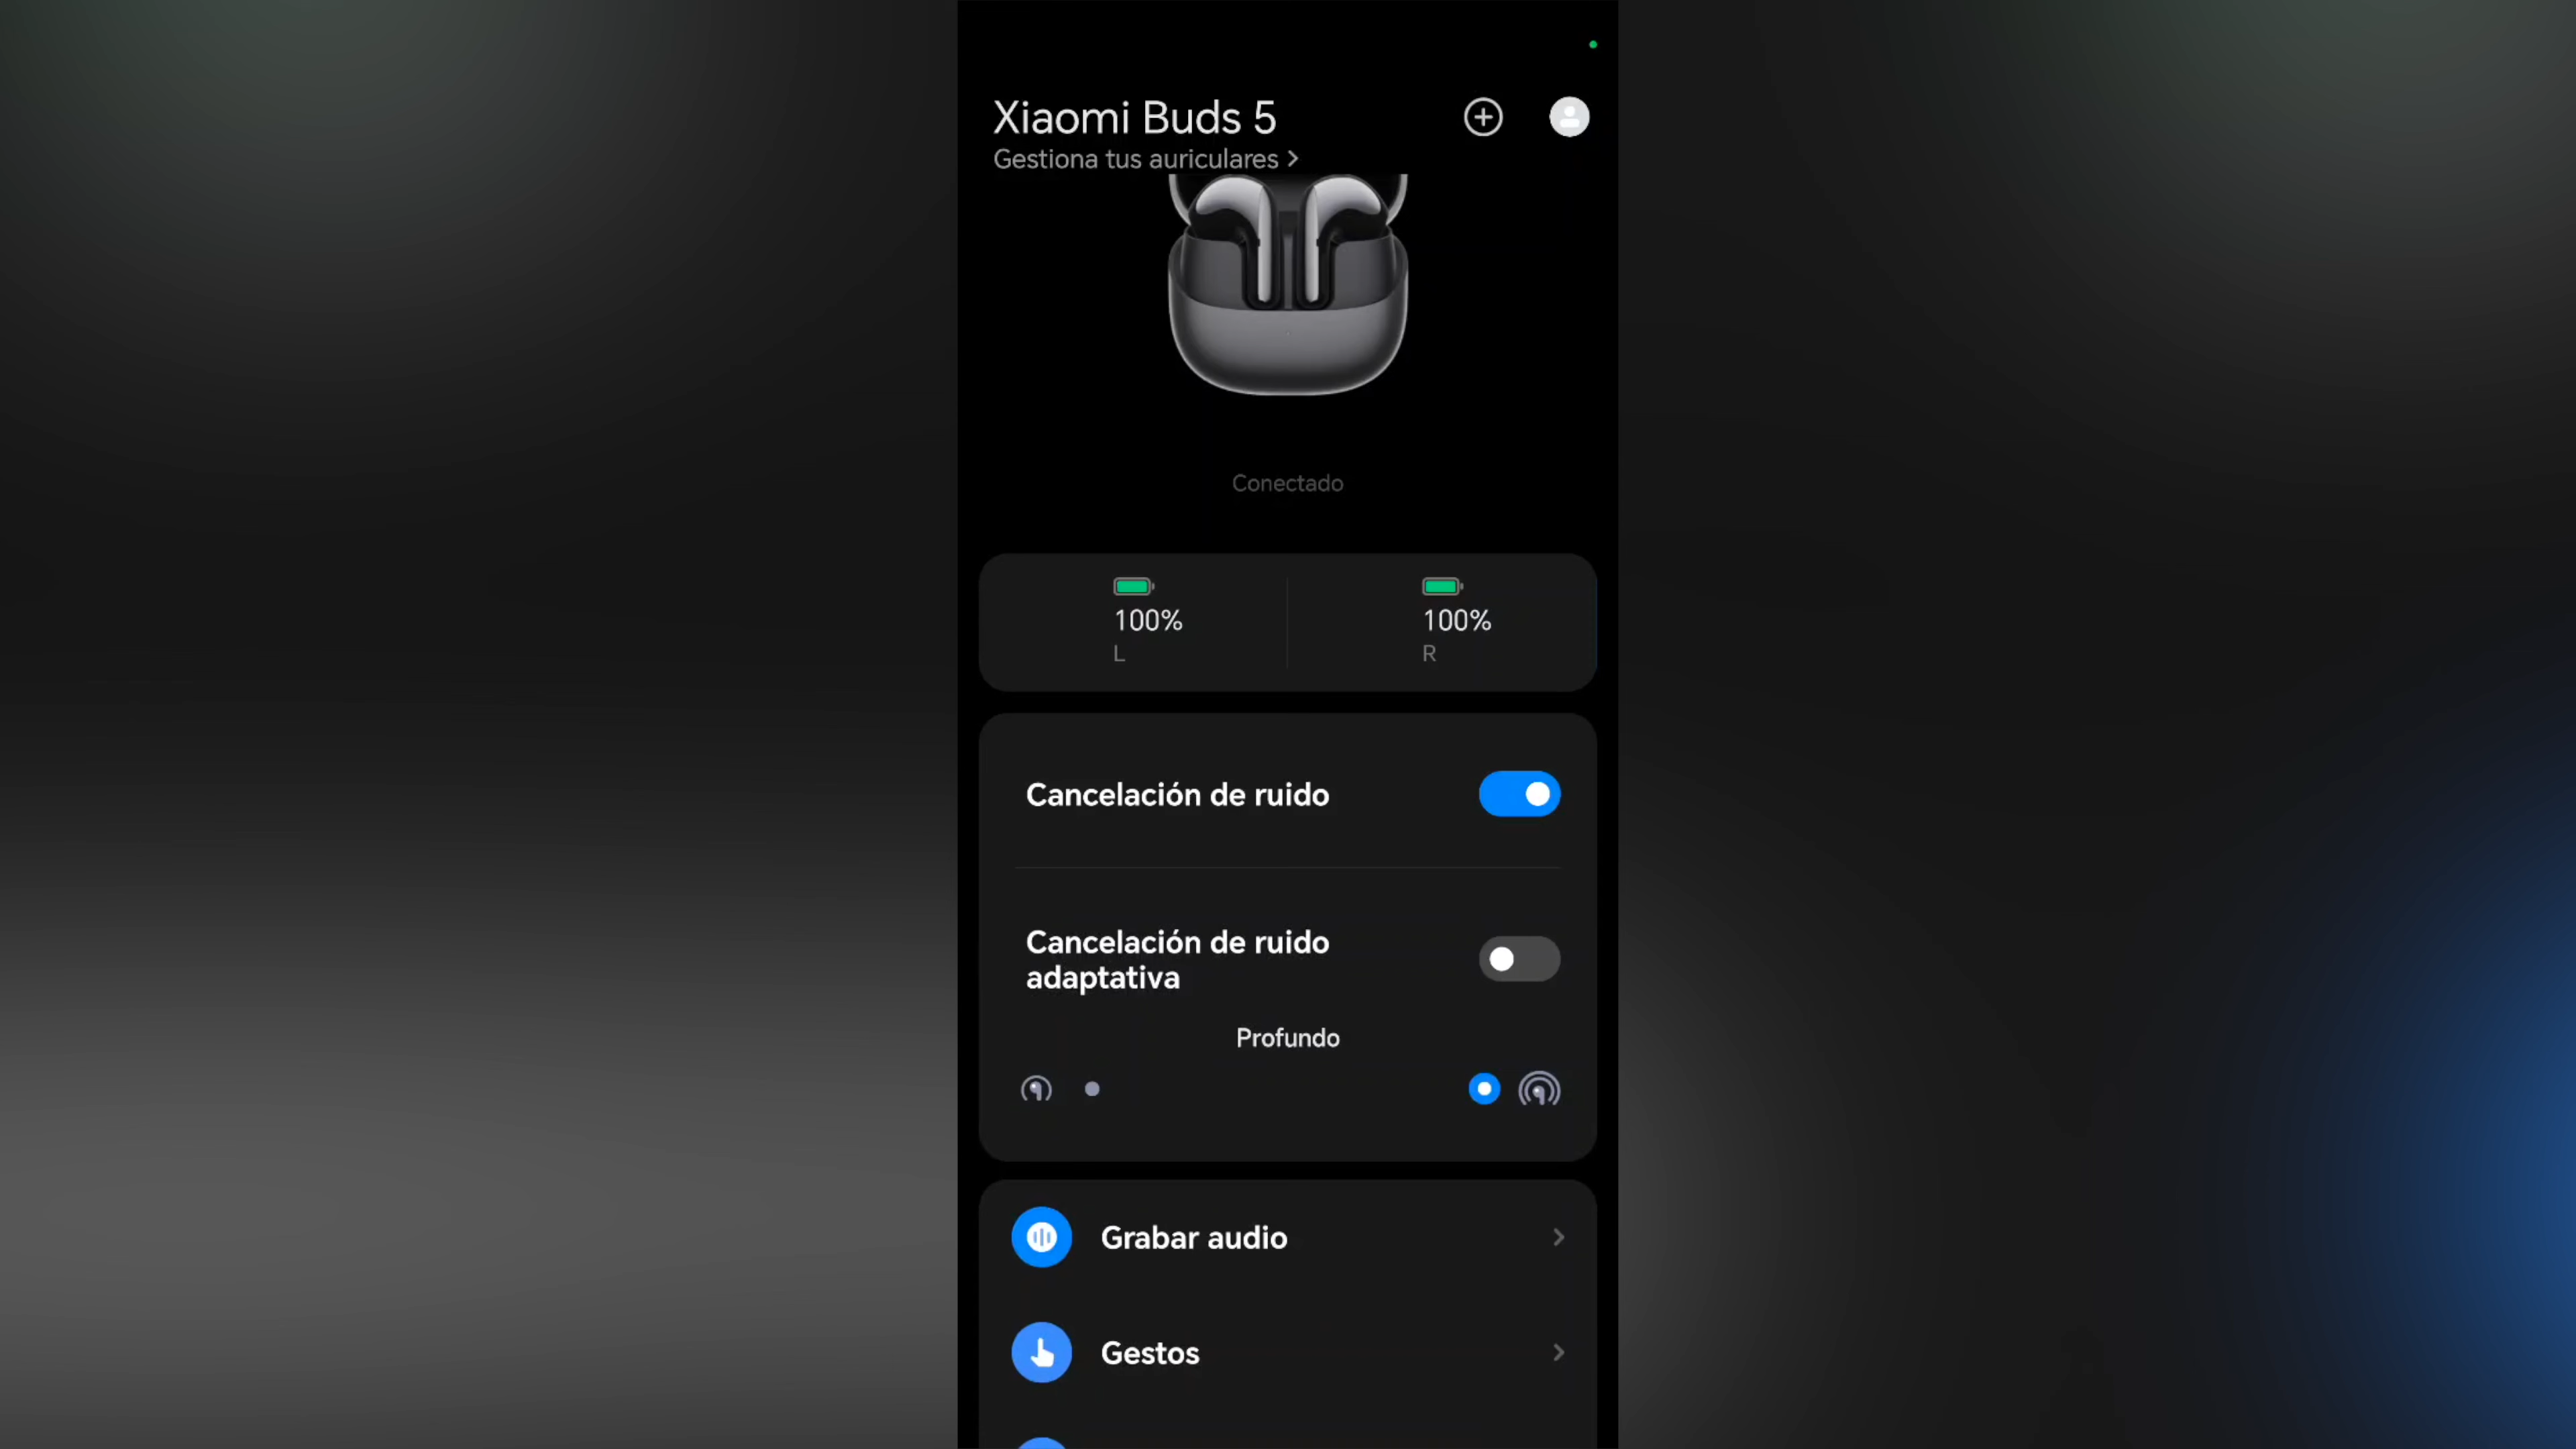 Xiaomi Buds 5
Gestiona tus auriculares >
Conectado
100%
L
100%
R
Cancelación de ruido
Cancelación de ruido
adaptativa
Profundo
Grabar audio
Gestos